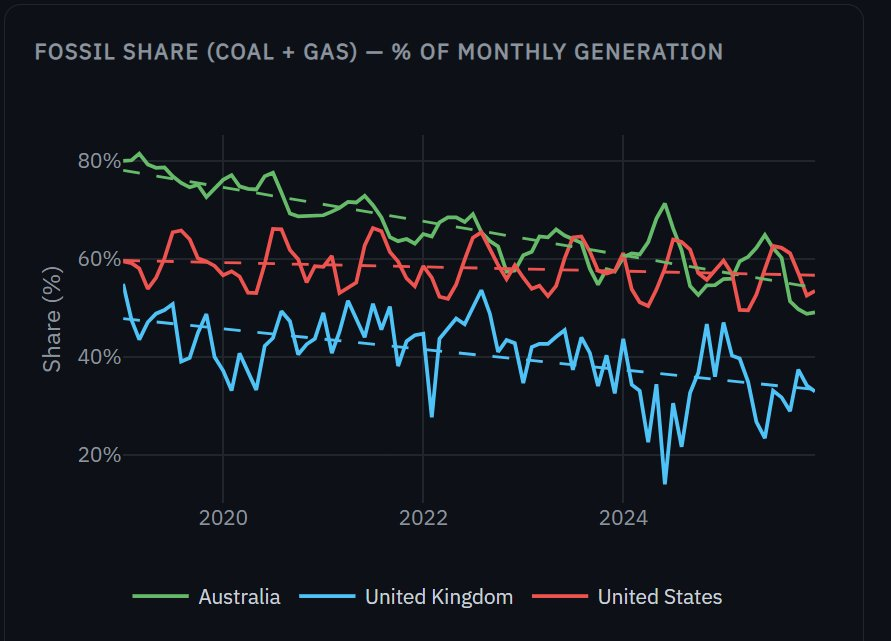 FOSSIL SHARE (COAL + GAS) — % OF MONTHLY GENERATION
80%
60%
40%
20%
Share (%)
2020 2022 2024
Australia United Kingdom United States